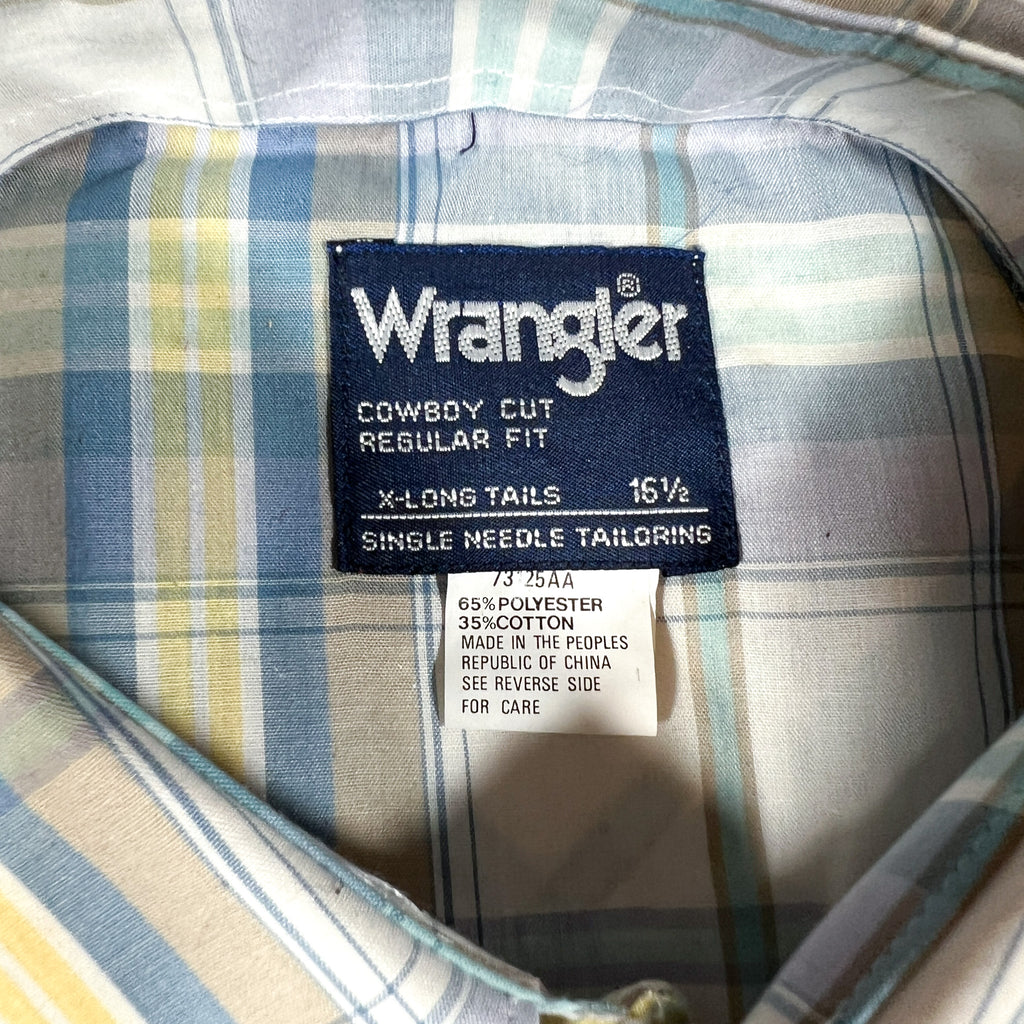 Wrangler®
COWBOY CUT
REGULAR FIT
X-LONG TAILS 16½
SINGLE NEEDLE TAILORING
73 25AA
65% POLYESTER
35% COTTON
MADE IN THE PEOPLES
REPUBLIC OF CHINA
SEE REVERSE SIDE
FOR CARE